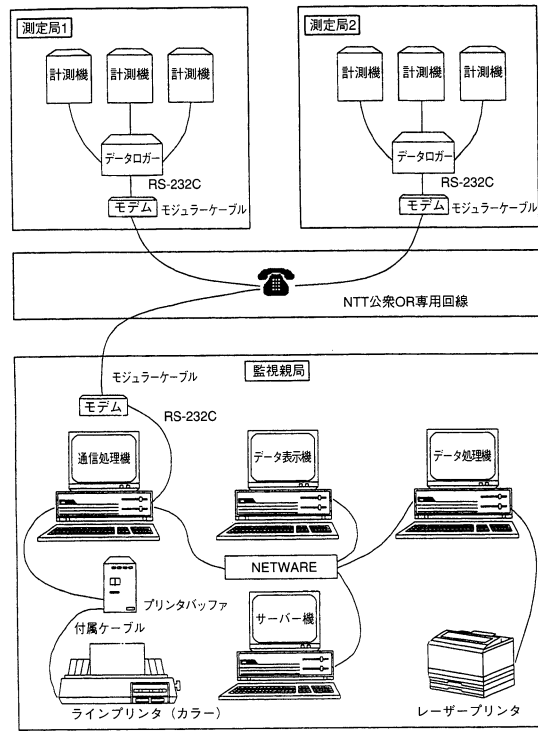 測定局1
測定局2
計測機
計測機
計測機
計測機
計測機
計測機
データロガー
データロガー
RS-232C
RS-232C
モデム
モジュラーケーブル
モデム
モジュラーケーブル
NTT公衆OR専用回線
モジュラーケーブル
監視親局
モデム
RS-232C
通信処理機
データ表示機
データ処理機
NETWARE
プリンタバッファ
付属ケーブル
サーバー機
ラインプリンタ(カラー)
レーザープリンタ